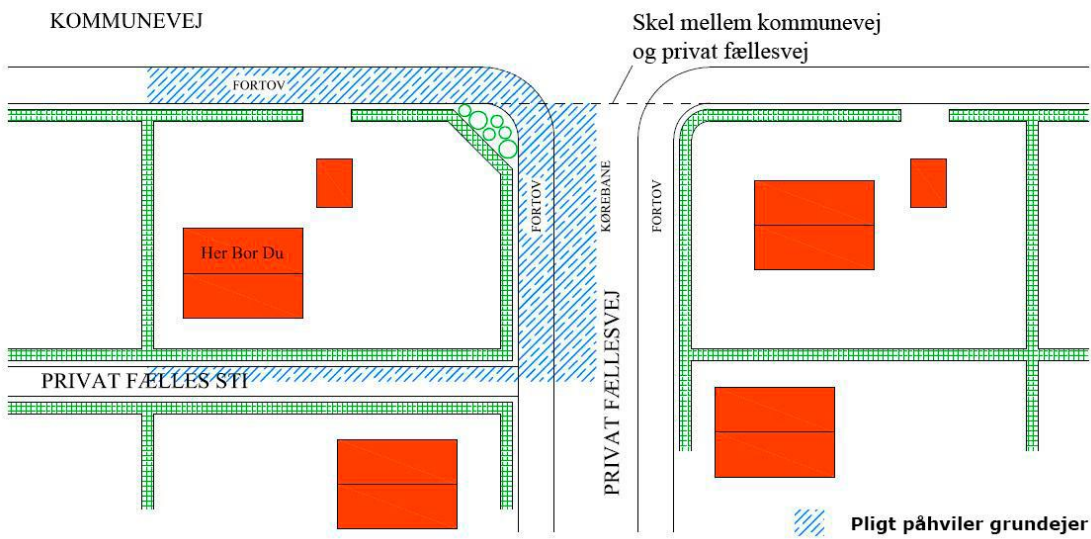 KOMMUNEVEJ
Skel mellem kommunevej
og privat fællesvej
FORTOV
FORTOV
KØREBANE
FORTOV
Her Bor Du
PRIVAT FÆLLESVEJ
PRIVAT FÆLLES STI
Pligt påhviler grundejer